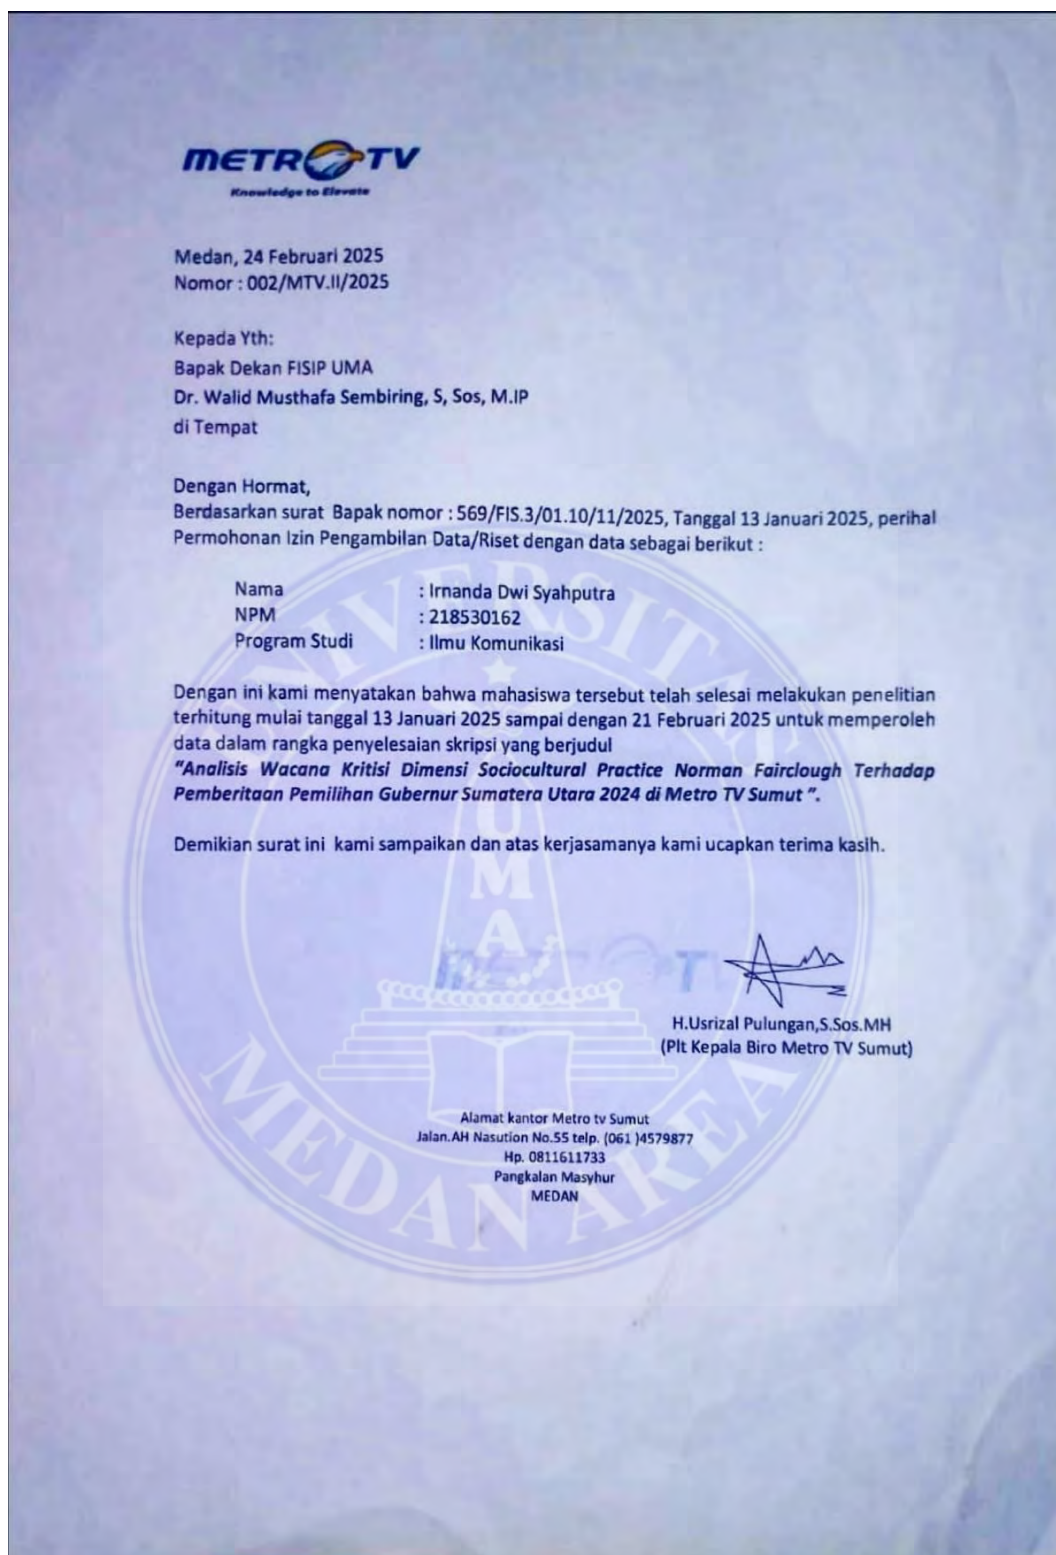 METRO TV
Knowledge to Elevate
Medan, 24 Februari 2025
Nomor : 002/MTV.II/2025
Kepada Yth:
Bapak Dekan FISIP UMA
Dr. Walid Musthafa Sembiring, S, Sos, M.IP
di Tempat
Dengan Hormat,
Berdasarkan surat Bapak nomor : 569/FIS.3/01.10/11/2025, Tanggal 13 Januari 2025, perihal
Permohonan Izin Pengambilan Data/Riset dengan data sebagai berikut :
Nama : Irnanda Dwi Syahputra
NPM : 218530162
Program Studi : Ilmu Komunikasi
Dengan ini kami menyatakan bahwa mahasiswa tersebut telah selesai melakukan penelitian
terhitung mulai tanggal 13 Januari 2025 sampai dengan 21 Februari 2025 untuk memperoleh
data dalam rangka penyelesaian skripsi yang berjudul
"Analisis Wacana Kritisi Dimensi Sociocultural Practice Norman Fairclough Terhadap
Pemberitaan Pemilihan Gubernur Sumatera Utara 2024 di Metro TV Sumut ".
Demikian surat ini kami sampaikan dan atas kerjasamanya kami ucapkan terima kasih.
METRO TV
H.Usrizal Pulungan,S.Sos.MH
(Plt Kepala Biro Metro TV Sumut)
Alamat kantor Metro tv Sumut
Jalan.AH Nasution No.55 telp. (061 )4579877
Hp. 0811611733
Pangkalan Masyhur
MEDAN
UNIVERSITAS
UMA
MEDAN AREA